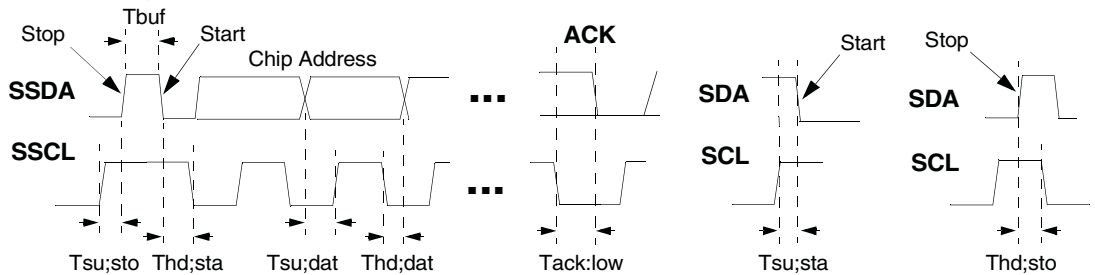 Tbuf
Stop
Start
Chip Address
ACK
SSDA
SSCL
...
...
Tsu;sto
Thd;sta
Tsu;dat
Thd;dat
Tack:low
Start
SDA
SCL
Tsu;sta
Stop
SDA
SCL
Thd;sto